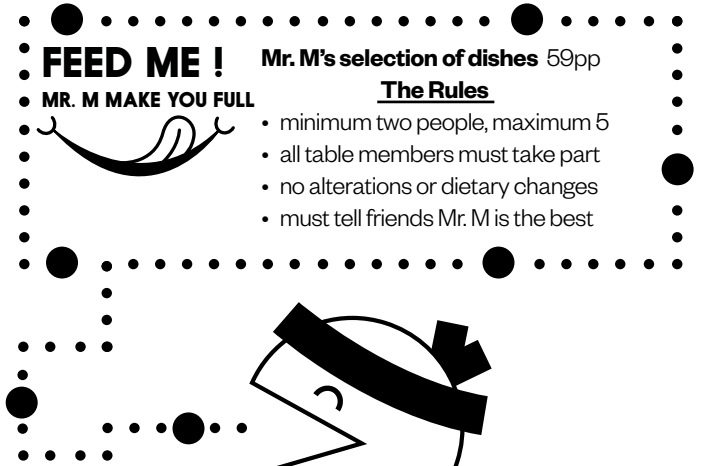 FEED ME !
MR. M MAKE YOU FULL
Mr. M’s selection of dishes 59pp
The Rules
• minimum two people, maximum 5
• all table members must take part
• no alterations or dietary changes
• must tell friends Mr. M is the best